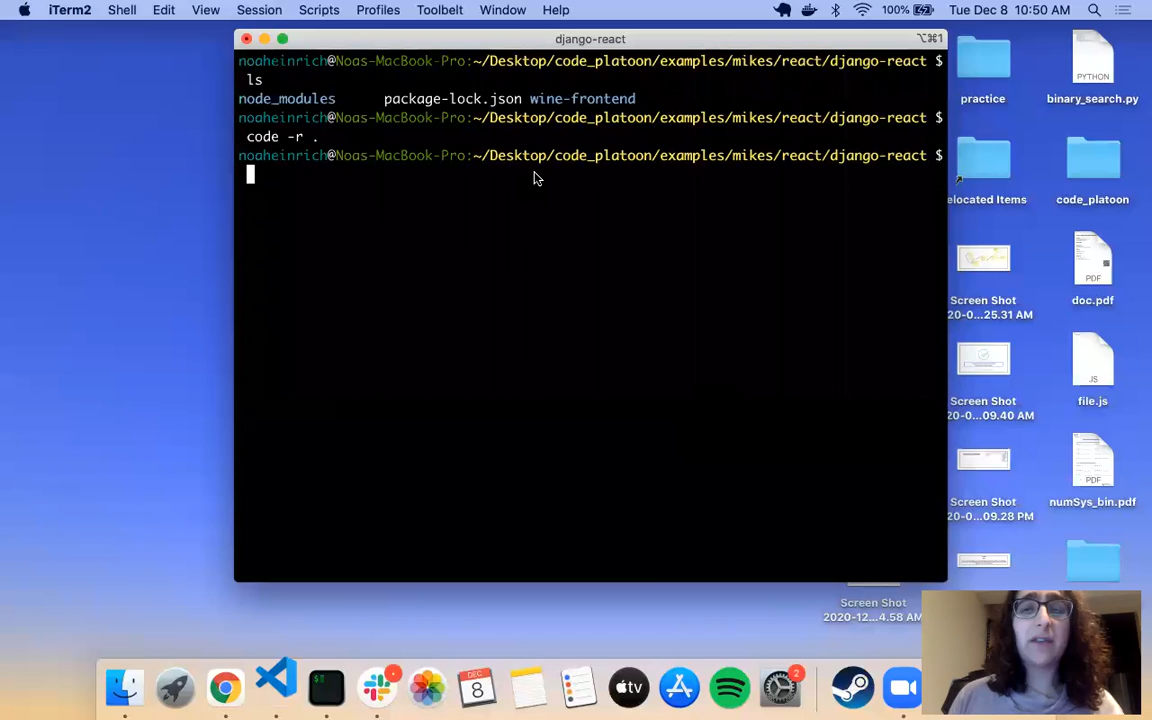 iTerm2 Shell Edit View Session Scripts Profiles Toolbelt Window Help 100% Tue Dec 8 10:50 AM
django-react ⌥⌘1
noaheinrich@Noas-MacBook-Pro:~/Desktop/code_platoon/examples/mikes/react/django-react $
ls
node_modules package-lock.json wine-frontend
noaheinrich@Noas-MacBook-Pro:~/Desktop/code_platoon/examples/mikes/react/django-react $
code -r .
noaheinrich@Noas-MacBook-Pro:~/Desktop/code_platoon/examples/mikes/react/django-react $
PYTHON
practice binary_search.py
elocated Items code_platoon
PDF
Screen Shot doc.pdf
20-0...25.31 AM
JS
Screen Shot file.js
20-0...09.40 AM
PDF
Screen Shot numSys_bin.pdf
20-0...09.28 PM
Screen Shot
2020-12...4.58 AM
DEC
8
tv
2